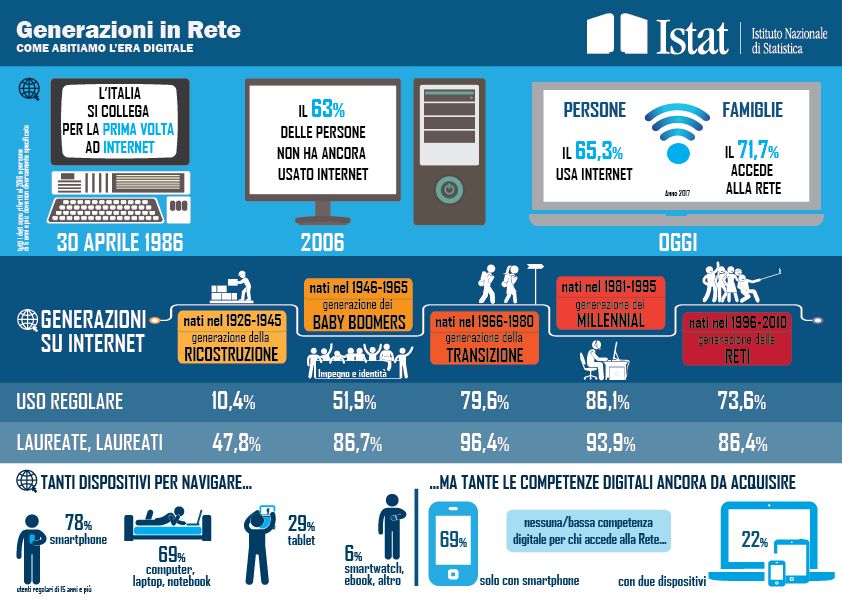 Generazioni in Rete
COME ABITIAMO L'ERA DIGITALE
Istat
Istituto Nazionale
di Statistica
L'ITALIA
SI COLLEGA
PER LA PRIMA VOLTA
AD INTERNET
30 APRILE 1986
IL 63%
DELLE PERSONE
NON HA ANCORA
USATO INTERNET
2006
PERSONE
IL 65,3%
USA INTERNET
FAMIGLIE
IL 71,7%
ACCEDE
ALLA RETE
Anno 2017
OGGI
GENERAZIONI
SU INTERNET
nati nel 1926-1945
generazione della
RICOSTRUZIONE
nati nel 1946-1965
generazione dei
BABY BOOMERS
Impegno e identità
nati nel 1966-1980
generazione della
TRANSIZIONE
nati nel 1981-1995
generazione dei
MILLENNIAL
nati nel 1996-2010
generazione delle
RETI
USO REGOLARE 10,4% 51,9% 79,6% 86,1% 73,6%
LAUREATE, LAUREATI 47,8% 86,7% 96,4% 93,9% 86,4%
TANTI DISPOSITIVI PER NAVIGARE...
78%
smartphone
69%
computer,
laptop, notebook
29%
tablet
6%
smartwatch,
ebook, altro
utenti regolari di 15 anni e più
...MA TANTE LE COMPETENZE DIGITALI ANCORA DA ACQUISIRE
69%
nessuna/bassa competenza
digitale per chi accede alla Rete...
22%
solo con smartphone
con due dispositivi